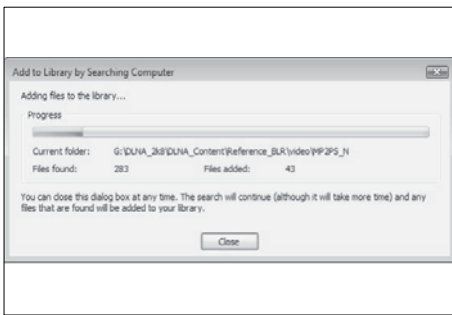 Add to Library by Searching Computer
Adding files to the library...
Progress
Current folder: G:\DLNA_2k8\DLNA_Content\Reference_BLR\video\MP2PS_N
Files found: 283 Files added: 43
You can close this dialog box at any time. The search will continue (although it will take more time) and any
files that are found will be added to your library.
Close